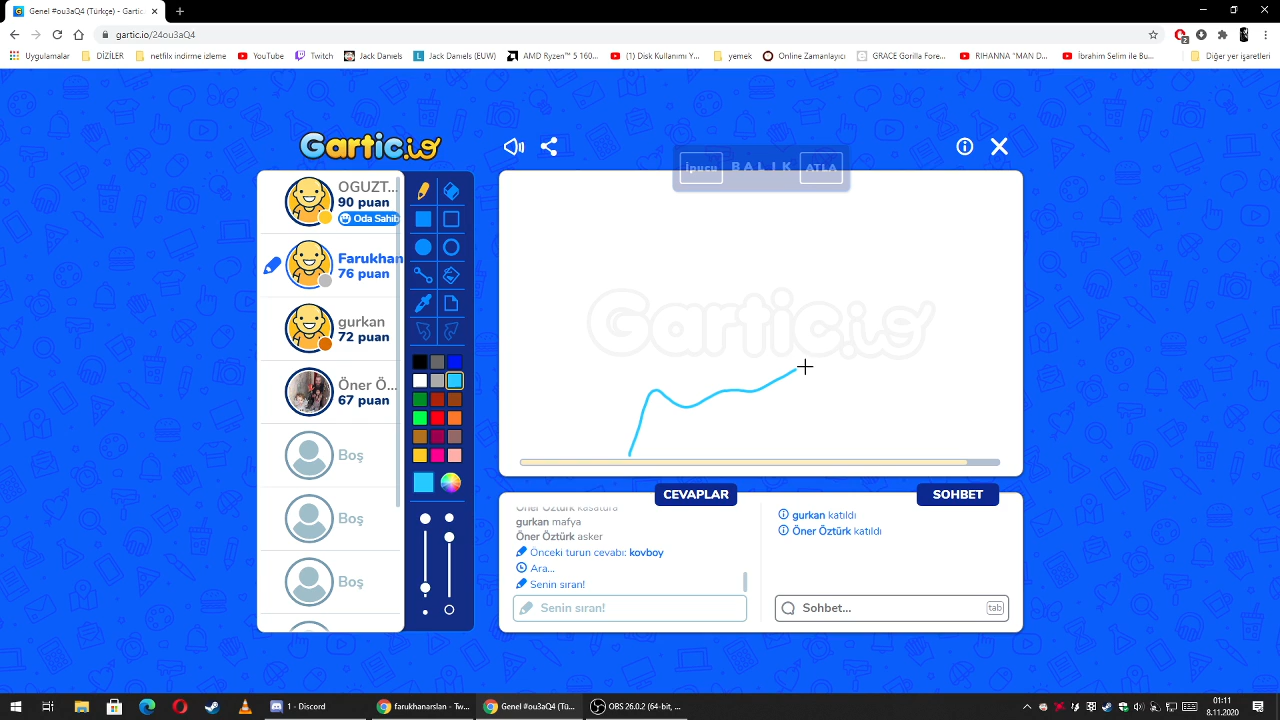 Genel #ou3aQ4 (Türkçe) - Gartic
gartic.io/24ou3aQ4
Uygulamalar DİZİLER netflix indirme izleme YouTube Twitch Jack Daniels Jack Daniels (EUW) AMD Ryzen™ 5 160... (1) Disk Kullanımı Y... yemek Online Zamanlayıcı GRACE Gorilla Fore... RIHANNA "MAN D... İbrahim Selim ile Bu... Diğer yer işaretleri
Gartic.io
İpucu BALIK ATLA
OGUZT...
90 puan
Oda Sahib
Farukhan
76 puan
gurkan
72 puan
Öner Ö...
67 puan
Boş
Boş
Boş
Gartic.io
CEVAPLAR
Öner Öztürk kasatura
gurkan mafya
Öner Öztürk asker
Önceki turun cevabı: kovboy
Ara...
Senin sıran!
Senin sıran!
SOHBET
gurkan katıldı
Öner Öztürk katıldı
Sohbet... tab
1 - Discord
farukhanarslan - Tw...
Genel #ou3aQ4 (Tü...
OBS 26.0.2 (64-bit, ...
01:11
8.11.2020